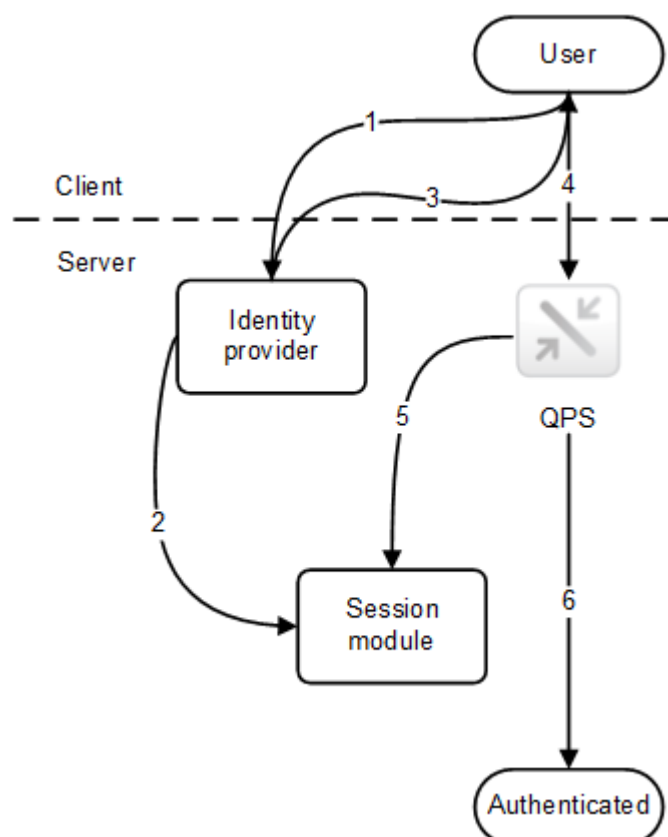 User
1
3
4
Client
Server
Identity
provider
5
QPS
2
Session
module
6
Authenticated